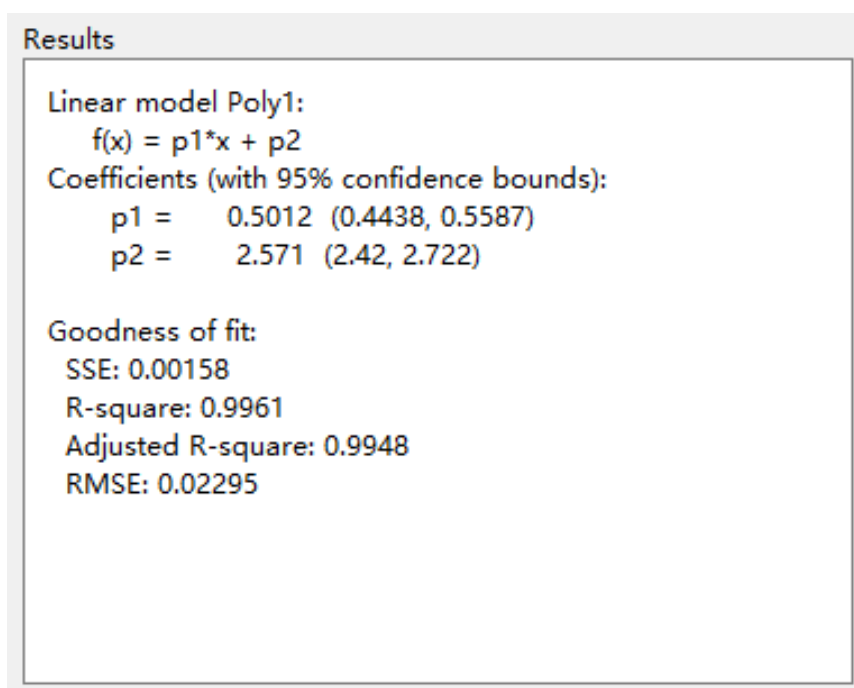 Results
Linear model Poly1:
f(x) = p1*x + p2
Coefficients (with 95% confidence bounds):
p1 = 0.5012 (0.4438, 0.5587)
p2 = 2.571 (2.42, 2.722)
Goodness of fit:
SSE: 0.00158
R-square: 0.9961
Adjusted R-square: 0.9948
RMSE: 0.02295